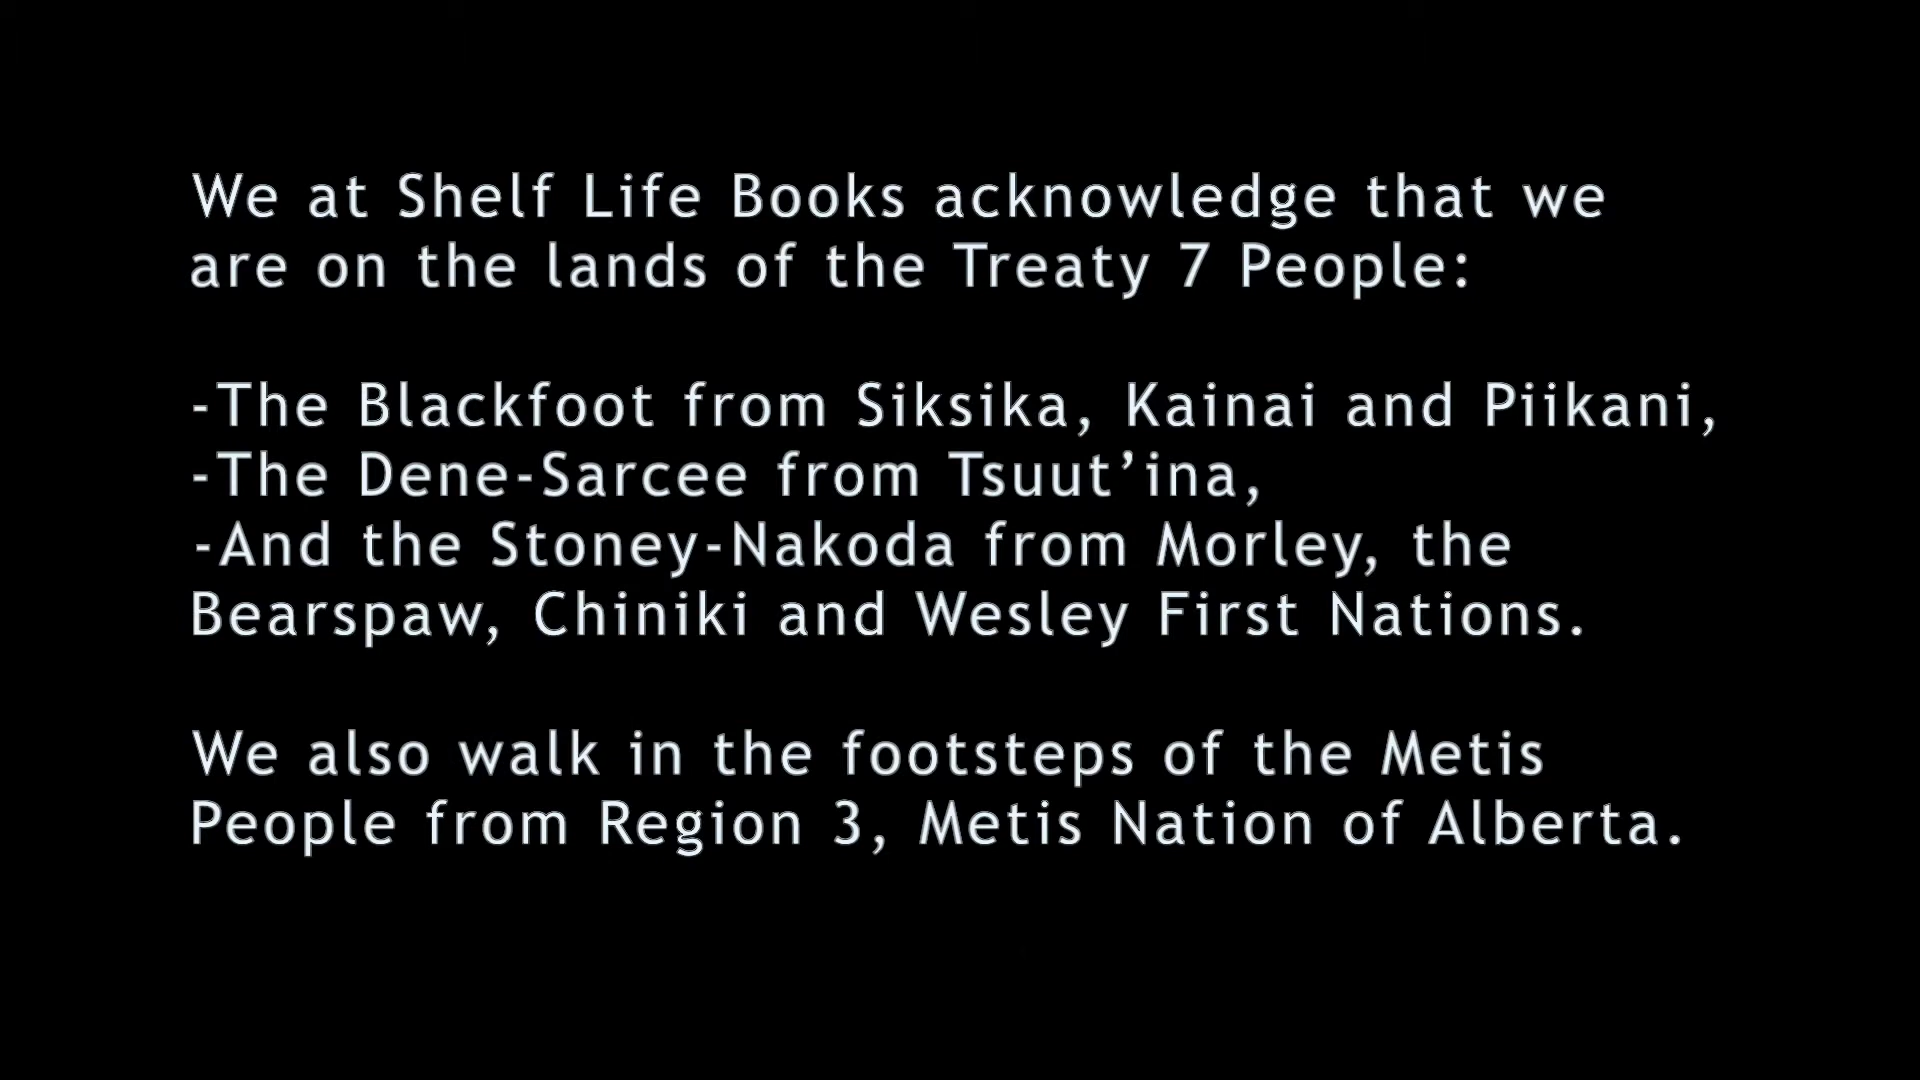 We at Shelf Life Books acknowledge that we
are on the lands of the Treaty 7 People:
-The Blackfoot from Siksika, Kainai and Piikani,
-The Dene-Sarcee from Tsuut’ina,
-And the Stoney-Nakoda from Morley, the
Bearspaw, Chiniki and Wesley First Nations.
We also walk in the footsteps of the Metis
People from Region 3, Metis Nation of Alberta.